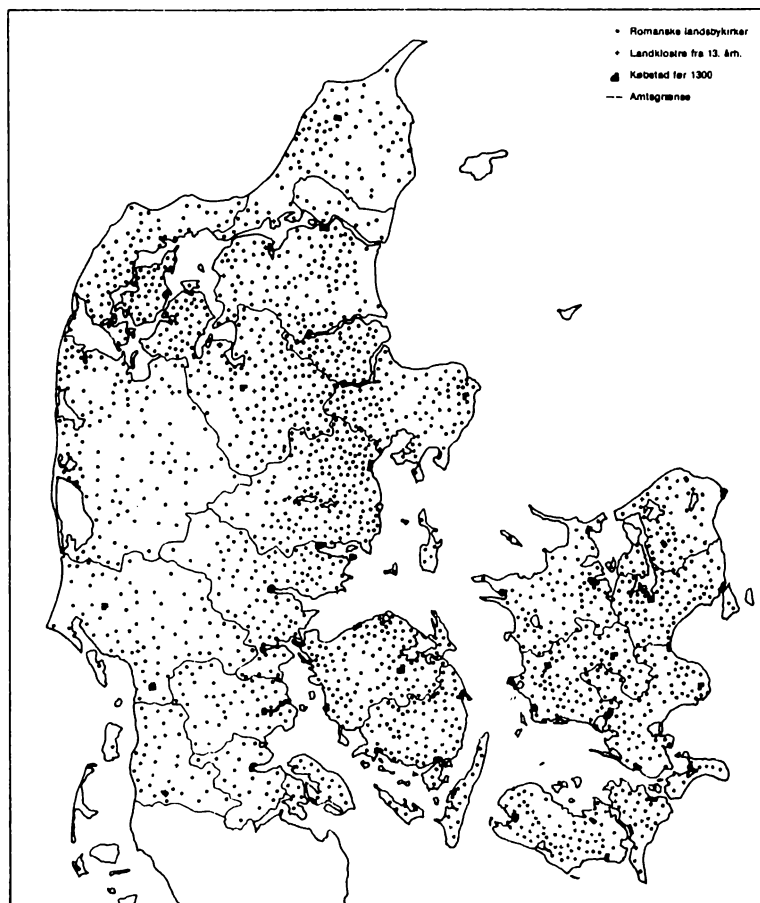 Romanske landsbykirker
Landklostre fra 13. årh.
Købstad før 1300
Amtsgrænse